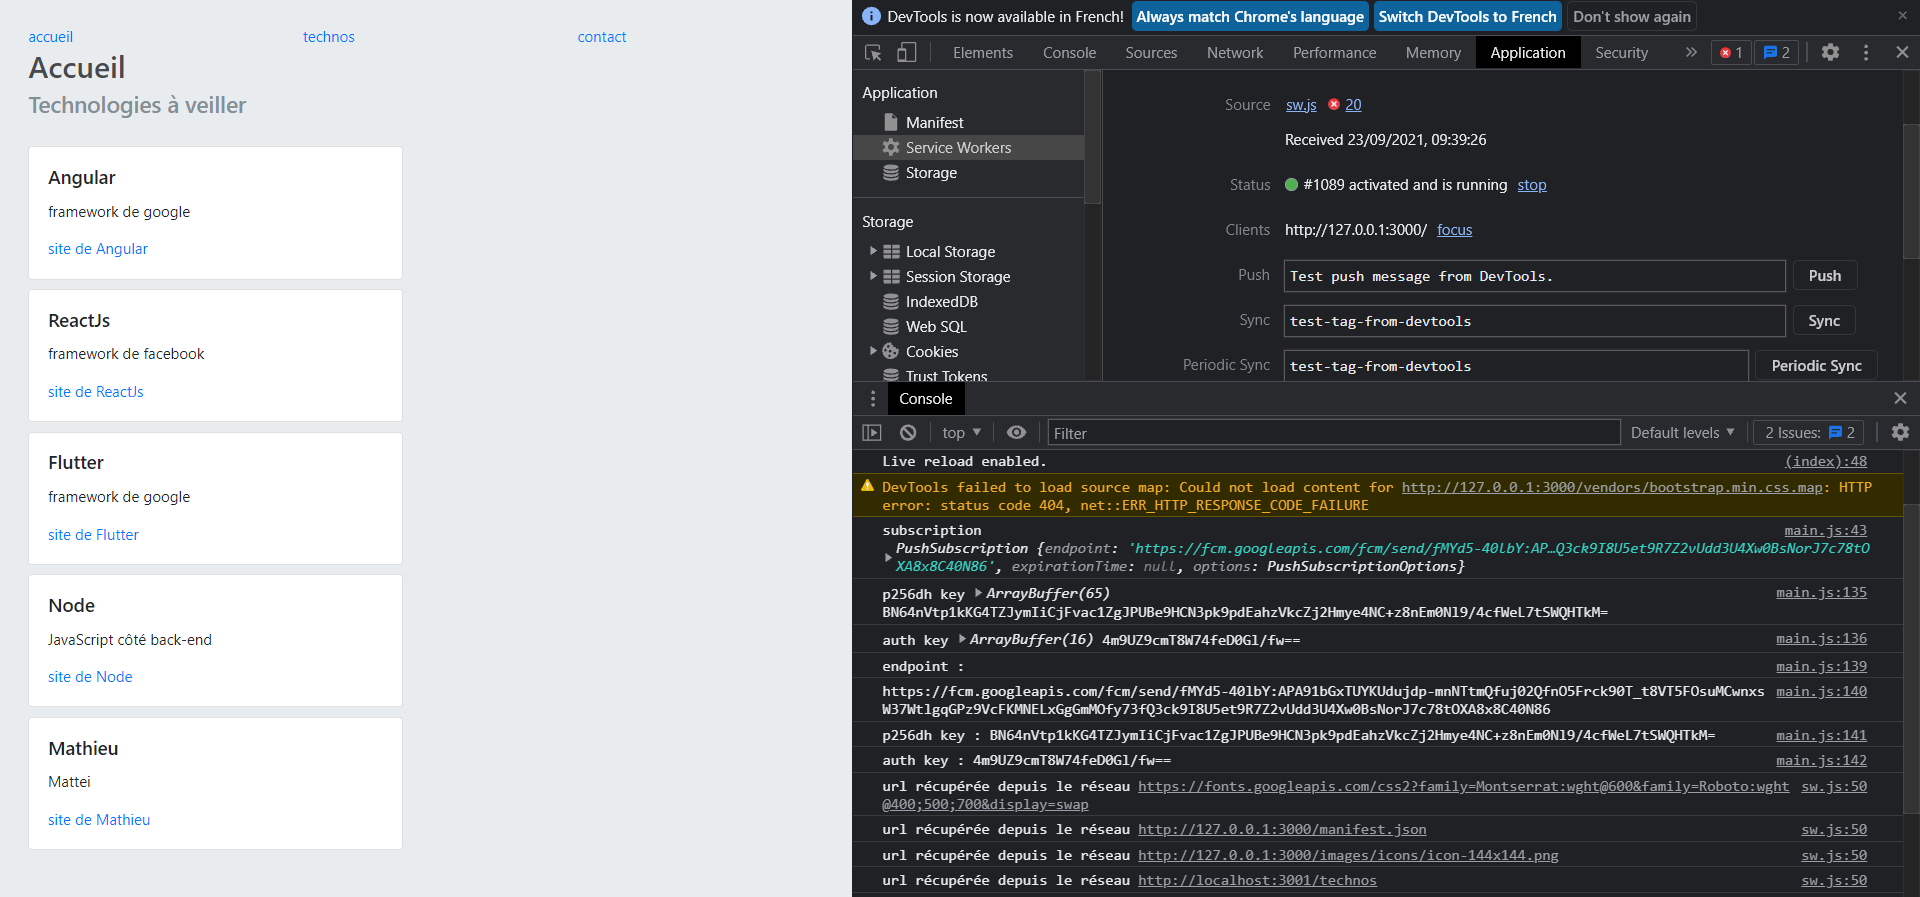 accueil
technos
contact
Accueil
Technologies à veiller
Angular
framework de google
site de Angular
ReactJs
framework de facebook
site de ReactJs
Flutter
framework de google
site de Flutter
Node
JavaScript côté back-end
site de Node
Mathieu
Mattei
site de Mathieu
DevTools is now available in French!
Always match Chrome's language
Switch DevTools to French
Don't show again
Elements
Console
Sources
Network
Performance
Memory
Application
Security
1
2
Application
Manifest
Service Workers
Storage
Storage
Local Storage
Session Storage
IndexedDB
Web SQL
Cookies
Trust Tokens
Source sw.js 20
Received 23/09/2021, 09:39:26
Status #1089 activated and is running stop
Clients http://127.0.0.1:3000/ focus
Push Test push message from DevTools. Push
Sync test-tag-from-devtools Sync
Periodic Sync test-tag-from-devtools Periodic Sync
Console
top
Filter
Default levels
2 Issues: 2
Live reload enabled. (index):48
DevTools failed to load source map: Could not load content for http://127.0.0.1:3000/vendors/bootstrap.min.css.map: HTTP
error: status code 404, net::ERR_HTTP_RESPONSE_CODE_FAILURE
subscription main.js:43
PushSubscription {endpoint: 'https://fcm.googleapis.com/fcm/send/fMYd5-40lbY:AP…Q3ck9I8U5et9R7Z2vUdd3U4Xw0BsNorJ7c78tO
XA8x8C40N86', expirationTime: null, options: PushSubscriptionOptions}
p256dh key ArrayBuffer(65) main.js:135
BN64nVtp1kKG4TZJymIiCjFvac1ZgJPUBe9HCN3pk9pdEahzVkcZj2Hmye4NC+z8nEm0Nl9/4cfWeL7tSWQHTkM=
auth key ArrayBuffer(16) 4m9UZ9cmT8W74feD0Gl/fw== main.js:136
endpoint : main.js:139
https://fcm.googleapis.com/fcm/send/fMYd5-40lbY:APA91bGxTUYKUdujdp-mnNTtmQfuj02QfnO5Frck90T_t8VT5FOsuMCwnxs main.js:140
W37WtlgqGPz9VcFKMNELxGgGmMOfy73fQ3ck9I8U5et9R7Z2vUdd3U4Xw0BsNorJ7c78tOXA8x8C40N86
p256dh key : BN64nVtp1kKG4TZJymIiCjFvac1ZgJPUBe9HCN3pk9pdEahzVkcZj2Hmye4NC+z8nEm0Nl9/4cfWeL7tSWQHTkM= main.js:141
auth key : 4m9UZ9cmT8W74feD0Gl/fw== main.js:142
url récupérée depuis le réseau https://fonts.googleapis.com/css2?family=Montserrat:wght@600&family=Roboto:wght sw.js:50
@400;500;700&display=swap
url récupérée depuis le réseau http://127.0.0.1:3000/manifest.json sw.js:50
url récupérée depuis le réseau http://127.0.0.1:3000/images/icons/icon-144x144.png sw.js:50
url récupérée depuis le réseau http://localhost:3001/technos sw.js:50